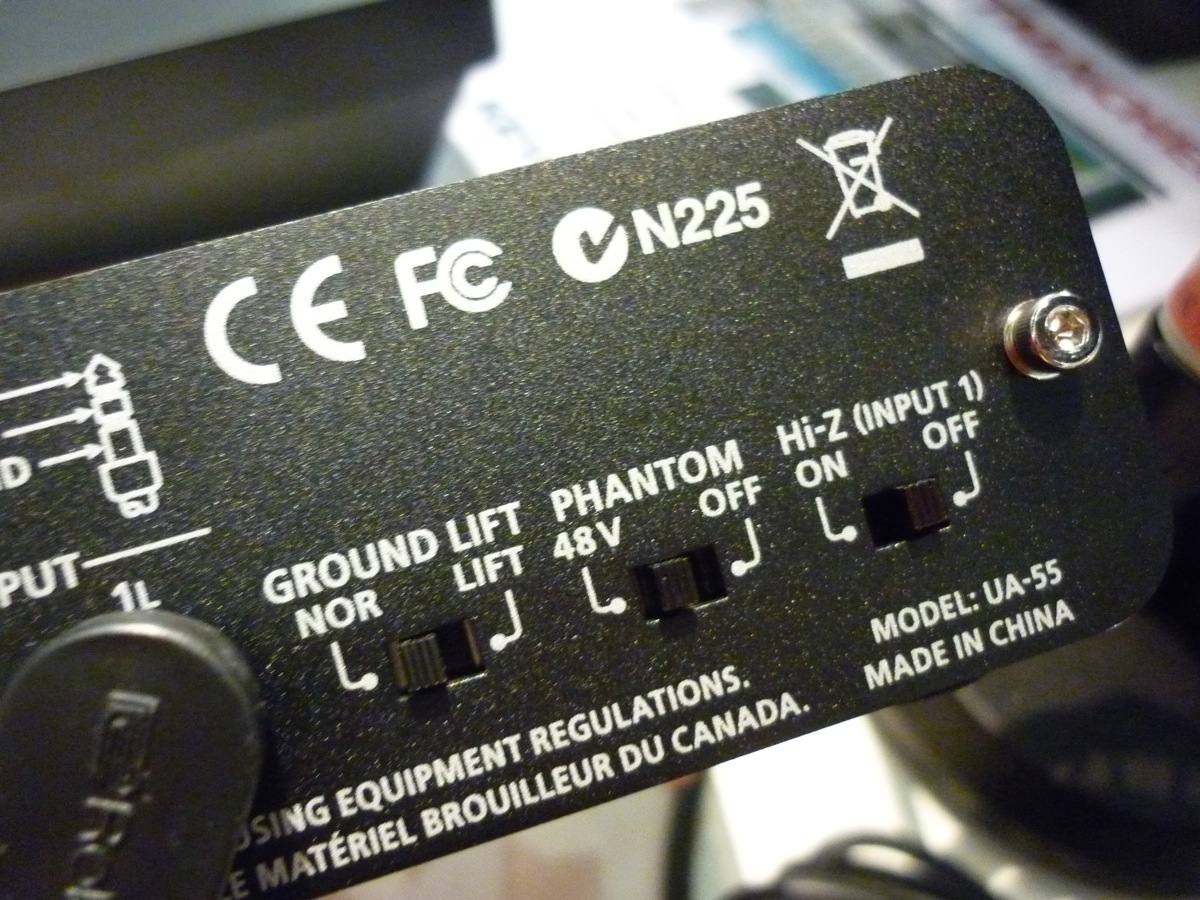 CE FC N225
GROUND LIFT
NOR LIFT
PHANTOM
48V OFF
Hi-Z (INPUT 1)
ON OFF
PUT
1L
MODEL: UA-55
MADE IN CHINA
SING EQUIPMENT REGULATIONS.
MATÉRIEL BROUILLEUR DU CANADA.